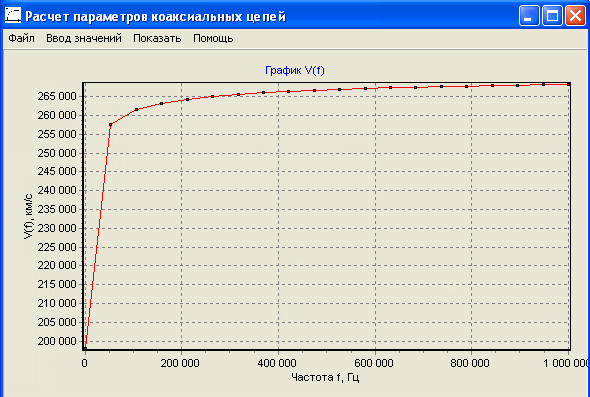 Расчет параметров коаксиальных цепей
Файл Ввод значений Показать Помощь
График V(f)
265 000
260 000
255 000
250 000
245 000
240 000
235 000
230 000
225 000
220 000
215 000
210 000
205 000
200 000
V(f), км/с
0 200 000 400 000 600 000 800 000 1 000 000
Частота f, Гц